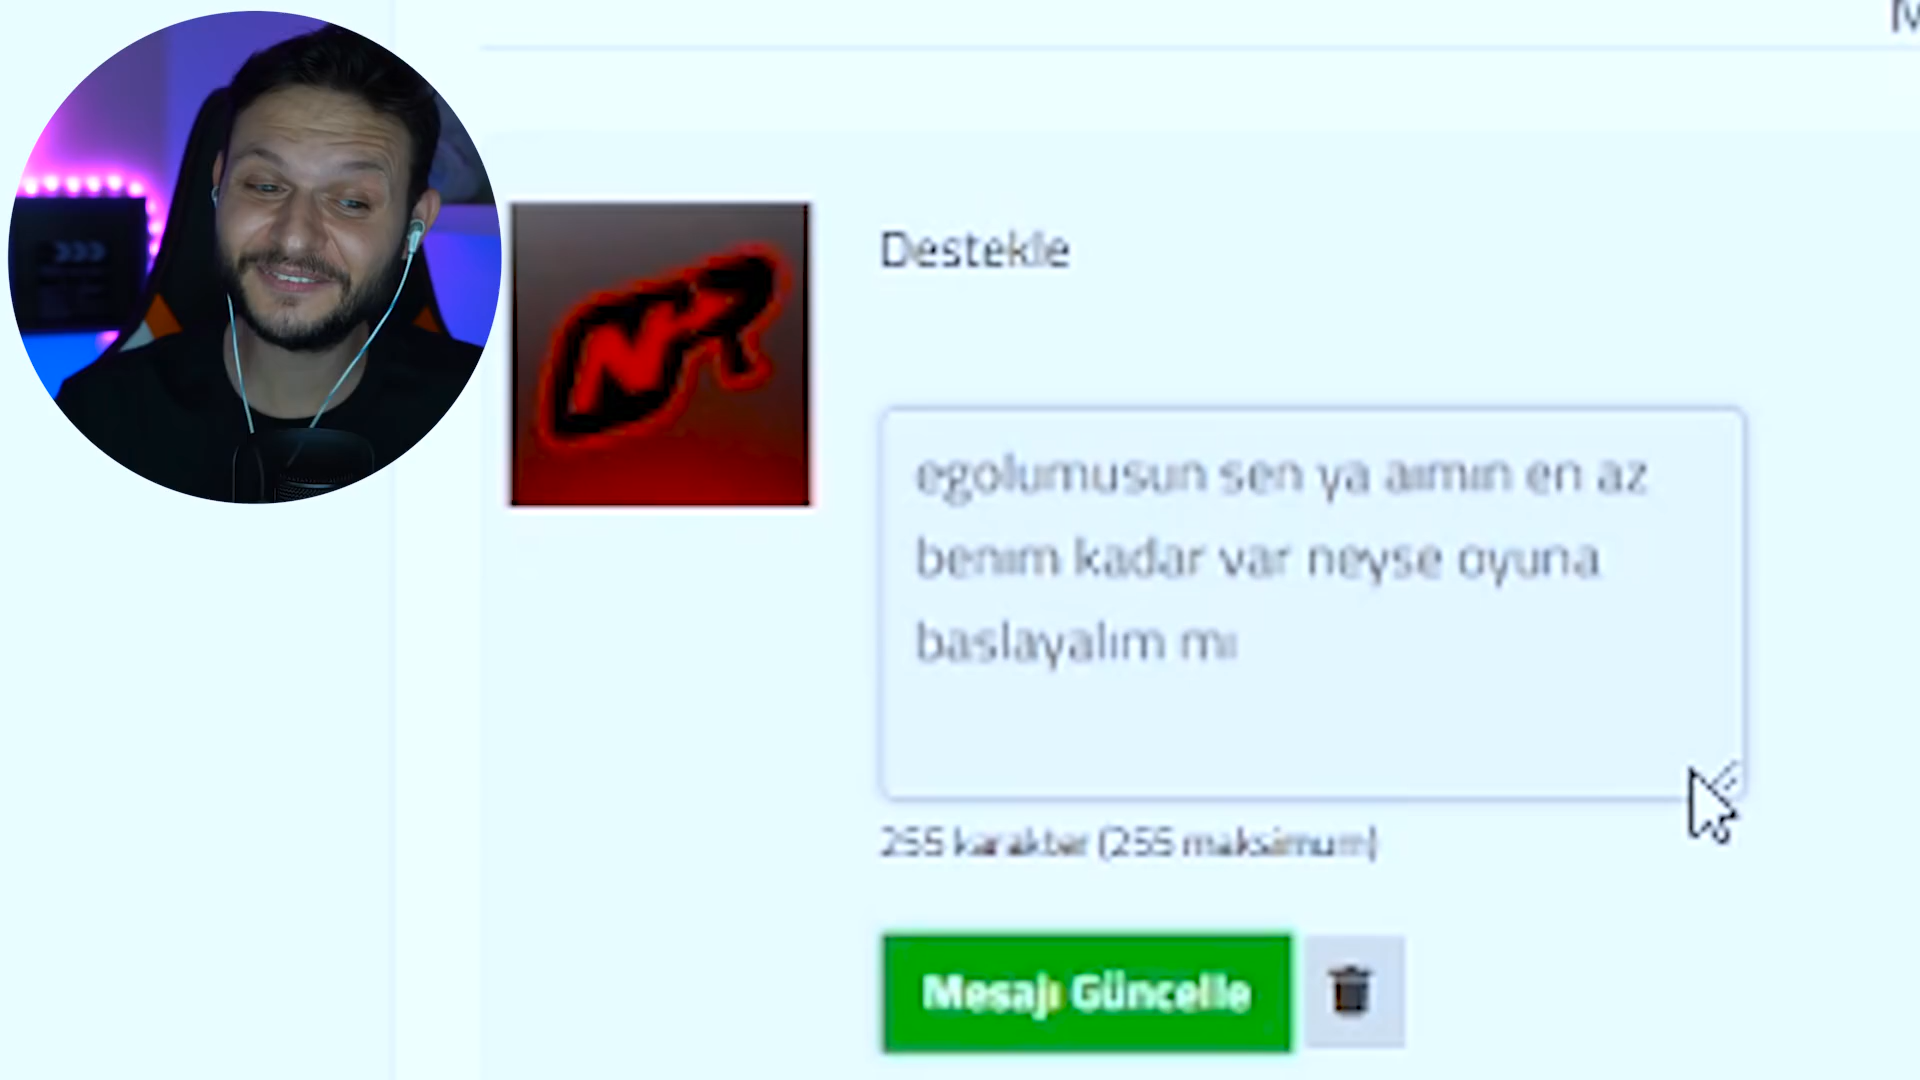 Destekle
egolumusun sen ya aımın en az
benım kadar var neyse oyuna
baslayalım mı
255 karakter (255 maksimum)
Mesajı Güncelle